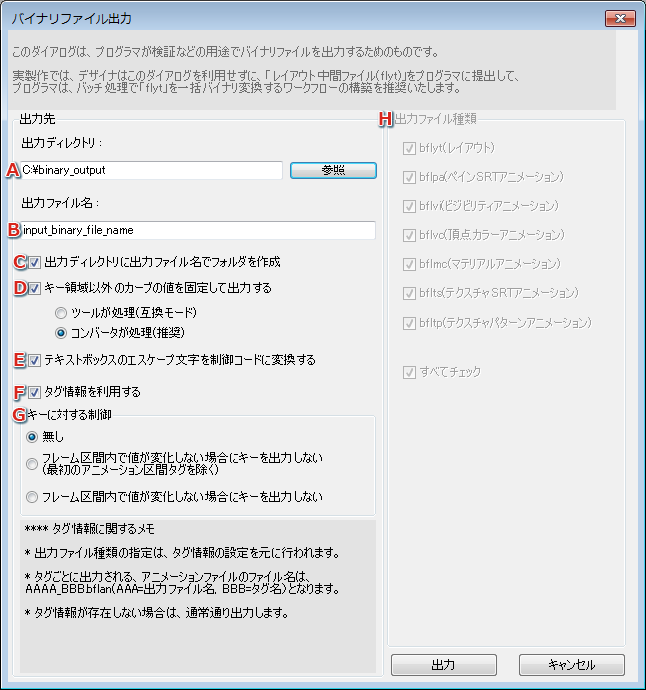 バイナリファイル出力
このダイアログは、プログラマが検証などの用途でバイナリファイルを出力するためのものです。
実製作では、デザイナはこのダイアログを利用せずに、「レイアウト中間ファイル(flyt)」をプログラマに提出して、
プログラマは、バッチ処理で「flyt」を一括バイナリ変換するワークフローの構築を推奨いたします。
出力先
出力ディレクトリ：
A C:¥binary_output
参照
出力ファイル名：
B input_binary_file_name
C 出力ディレクトリに出力ファイル名でフォルダを作成
D キー領域以外のカーブの値を固定して出力する
ツールが処理(互換モード)
コンバータが処理(推奨)
E テキストボックスのエスケープ文字を制御コードに変換する
F タグ情報を利用する
G キーに対する制御
無し
フレーム区間内で値が変化しない場合にキーを出力しない
(最初のアニメーション区間タグを除く)
フレーム区間内で値が変化しない場合にキーを出力しない
**** タグ情報に関するメモ
* 出力ファイル種類の指定は、タグ情報の設定を元に行われます。
* タグごとに出力される、アニメーションファイルのファイル名は、
AAAA_BBB.bflan(AAA=出力ファイル名, BBB=タグ名)となります。
* タグ情報が存在しない場合は、通常通り出力します。
H 出力ファイル種類
bflyt(レイアウト)
bflpa(ペインSRTアニメーション)
bflvi(ビジビリティアニメーション)
bflvc(頂点カラーアニメーション)
bflmc(マテリアルアニメーション)
bflts(テクスチャSRTアニメーション)
bfltp(テクスチャパターンアニメーション)
すべてチェック
出力
キャンセル